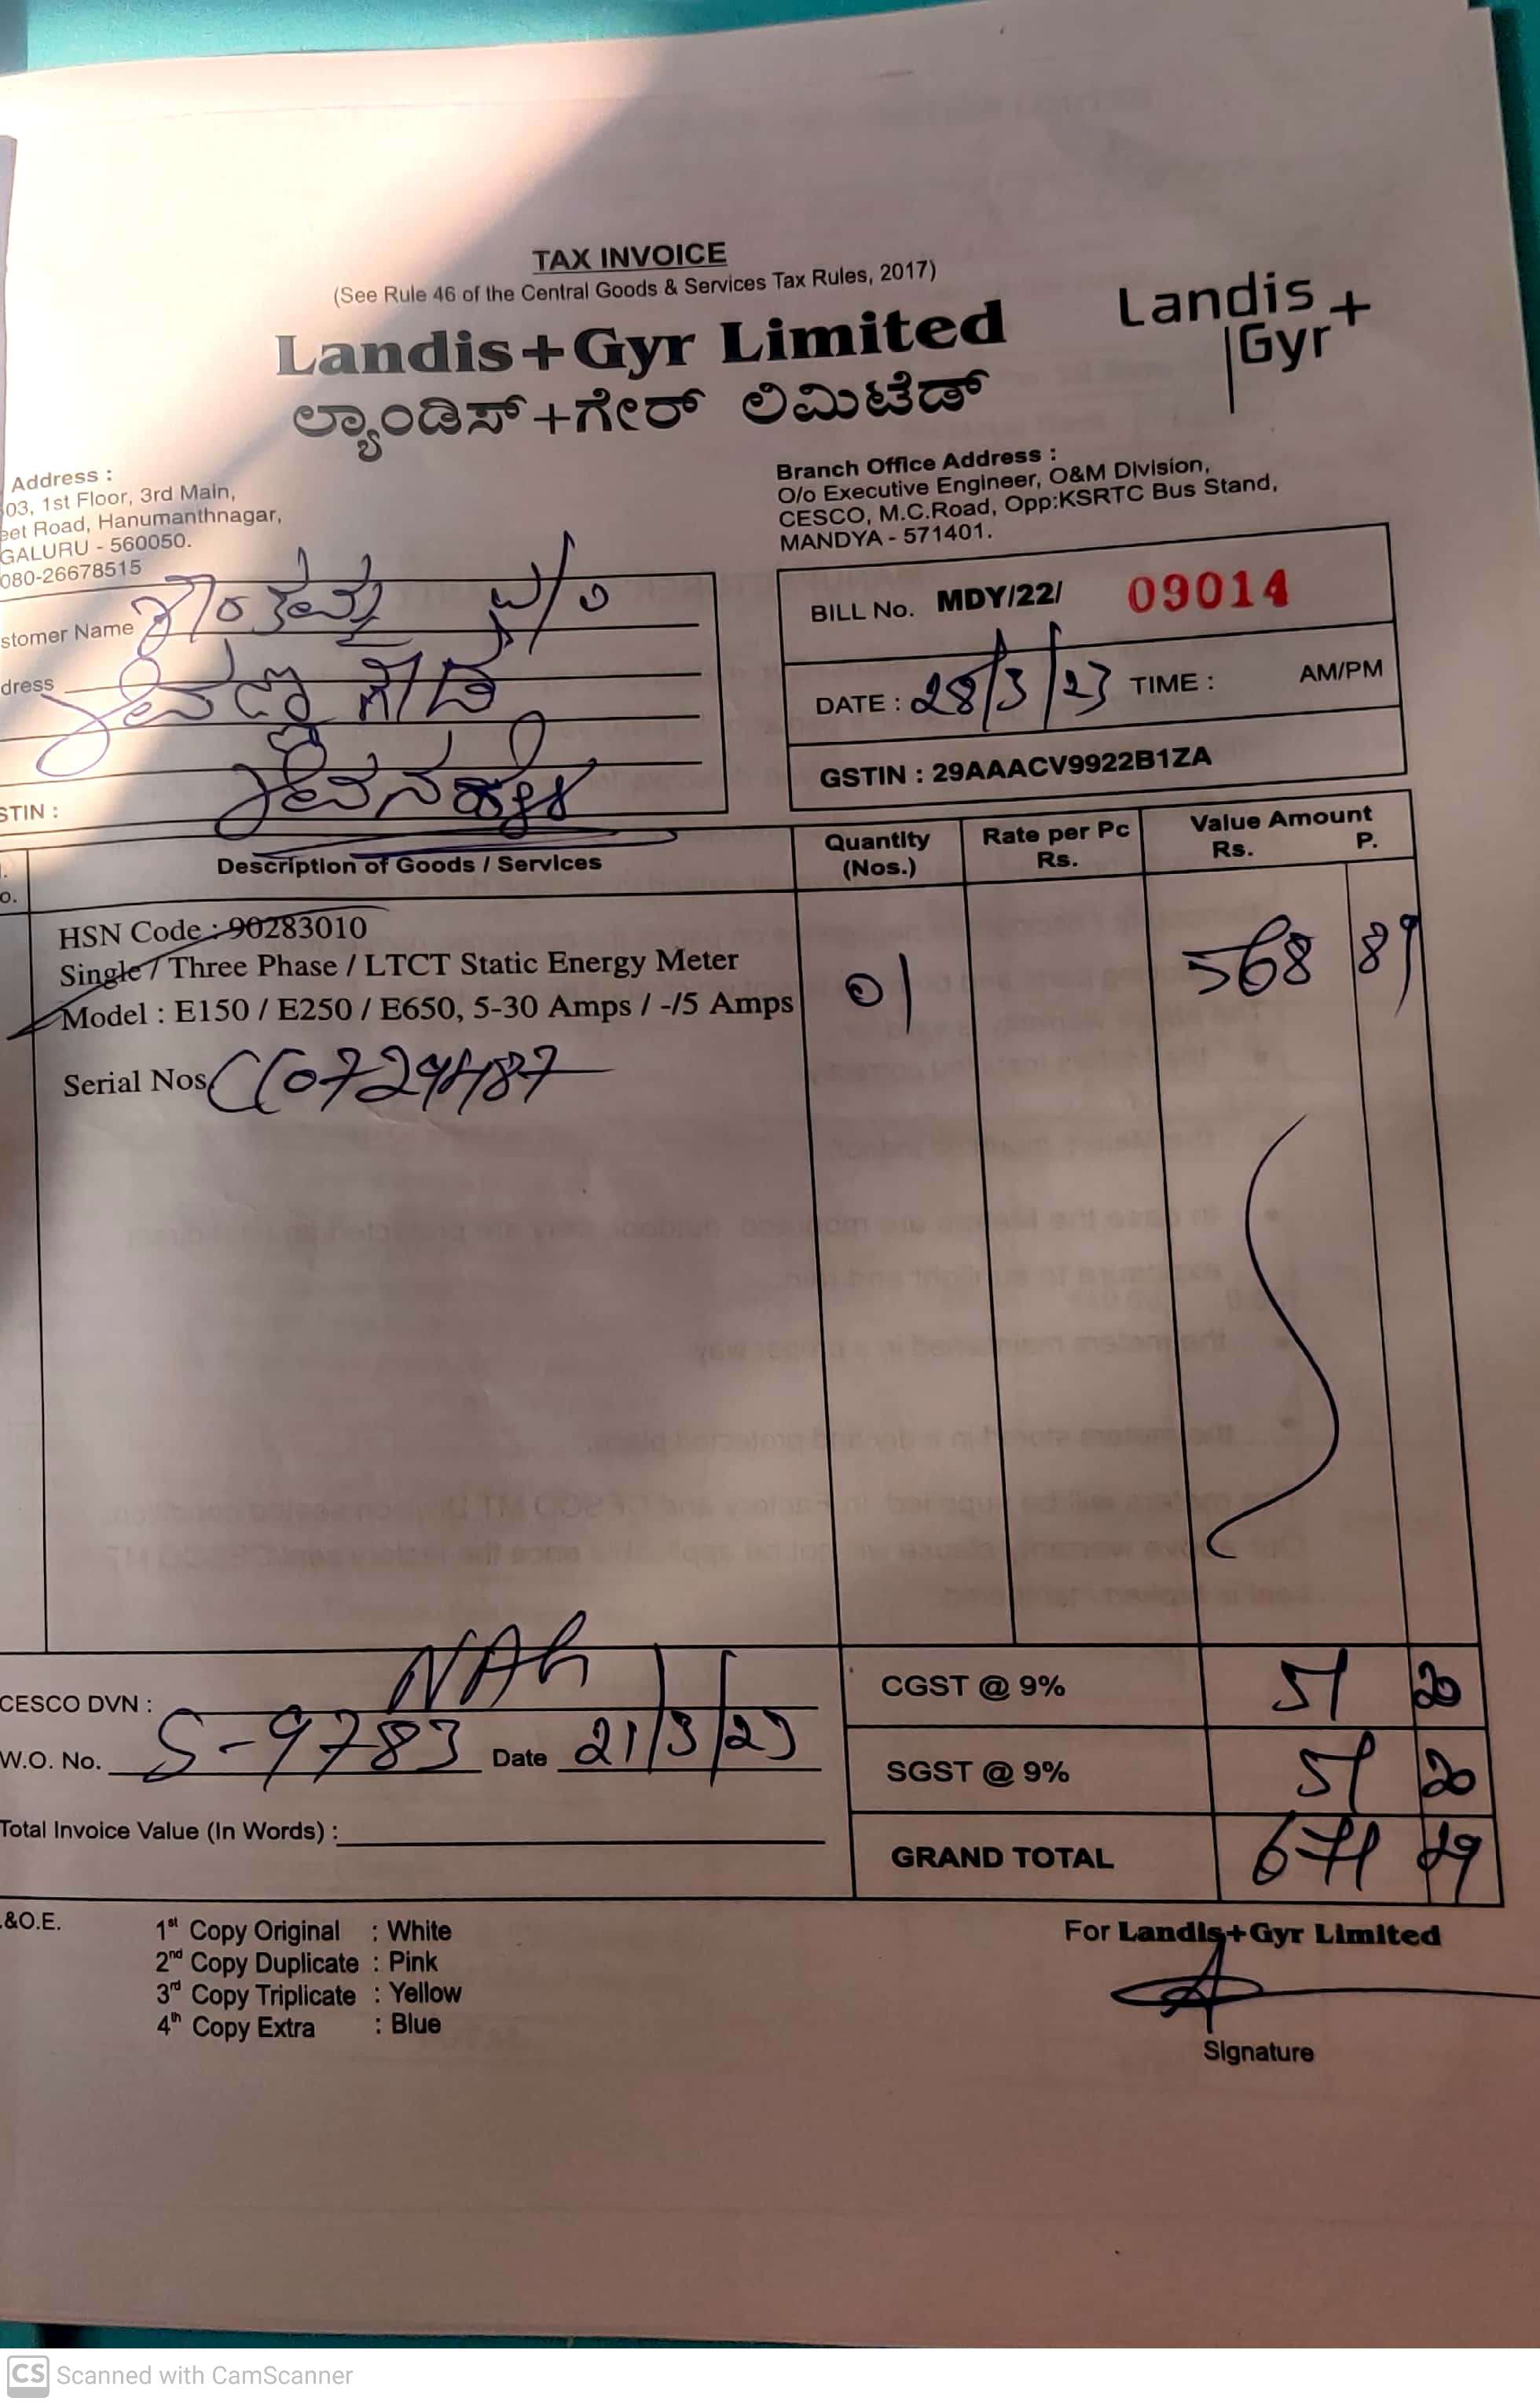 TAX INVOICE
(See Rule 46 of the Central Goods & Services Tax Rules, 2017)
Landis+Gyr Limited
ಲ್ಯಾಂಡಿಸ್+ಗೇರ್ ಲಿಮಿಟೆಡ್
Landis+
Gyr
Address :
03, 1st Floor, 3rd Main,
eet Road, Hanumanthnagar,
GALURU - 560050.
080-26678515
Branch Office Address :
O/o Executive Engineer, O&M Division,
CESCO, M.C.Road, Opp:KSRTC Bus Stand,
MANDYA - 571401.
stomer Name
dress
STIN :
BILL No. MDY/22/ 09014
DATE : 28/3/23 TIME : AM/PM
GSTIN : 29AAACV9922B1ZA
o. Description of Goods / Services Quantity (Nos.) Rate per Pc Rs. Value Amount Rs. P.
HSN Code : 90283010
Single / Three Phase / LTCT Static Energy Meter
Model : E150 / E250 / E650, 5-30 Amps / -/5 Amps 01 568 89
Serial Nos.
CESCO DVN :
W.O. No. S-9783 Date 21/3/23
Total Invoice Value (In Words) :
CGST @ 9% 51 20
SGST @ 9% 51 20
GRAND TOTAL 671 29
.&O.E.
1st Copy Original : White
2nd Copy Duplicate : Pink
3rd Copy Triplicate : Yellow
4th Copy Extra : Blue
For Landis+Gyr Limited
Signature
CS Scanned with CamScanner